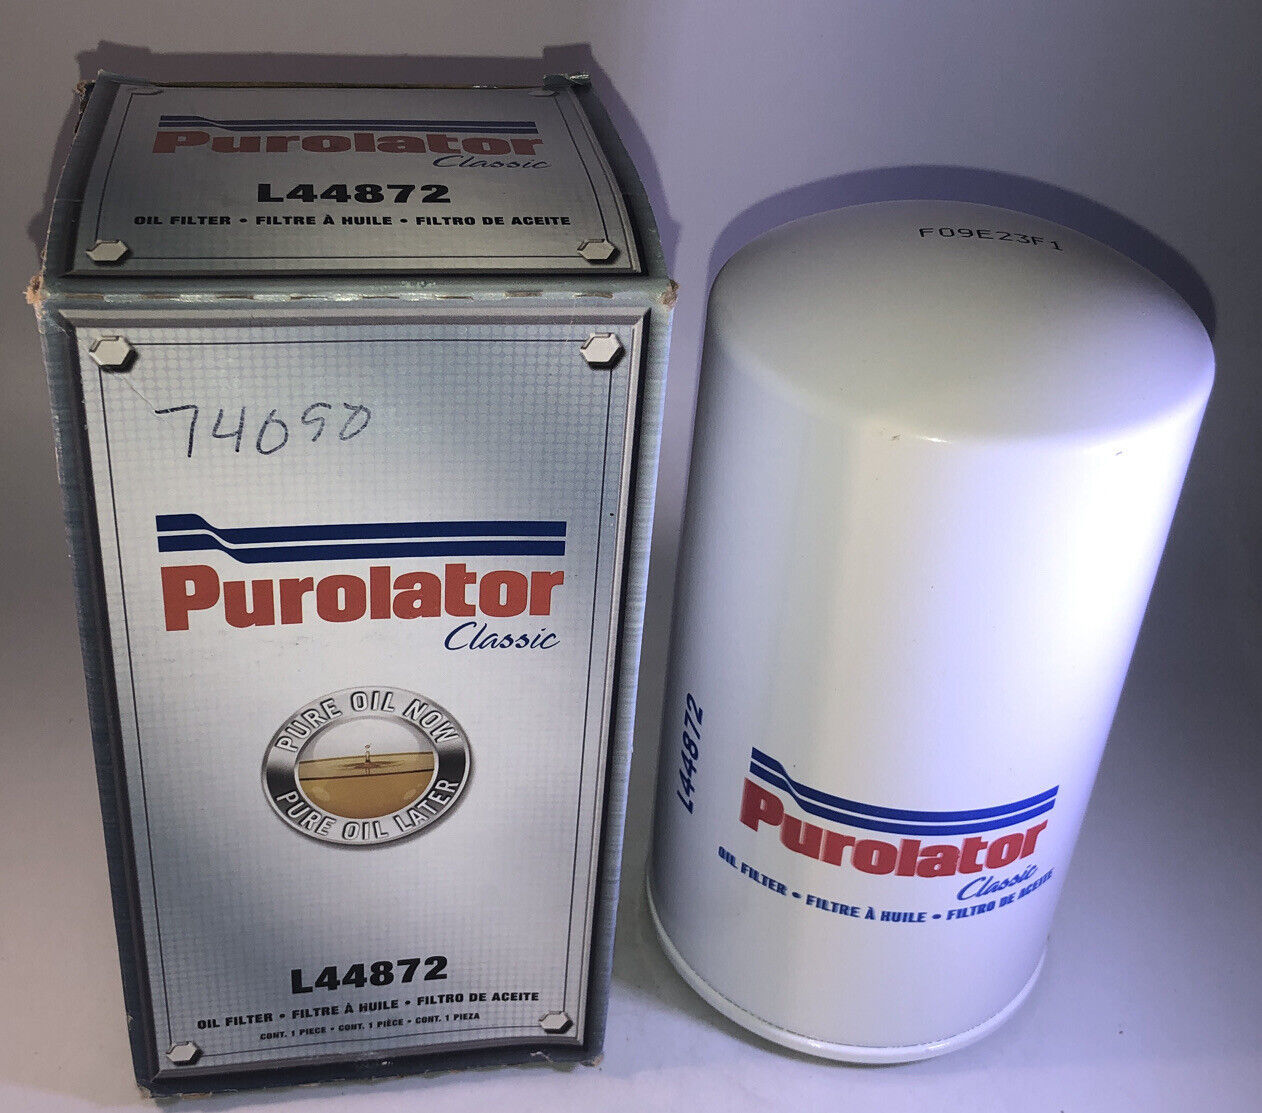 Purolator
Classic
L44872
OIL FILTER • FILTRE À HUILE • FILTRO DE ACEITE
74090
Purolator
Classic
PURE OIL NOW
PURE OIL LATER
L44872
OIL FILTER • FILTRE À HUILE • FILTRO DE ACEITE
CONT. 1 PIECE • CONT. 1 PIÈCE • CONT. 1 PIEZA
F09E23F1
L44872
Purolator
Classic
OIL FILTER • FILTRE À HUILE • FILTRO DE ACEITE